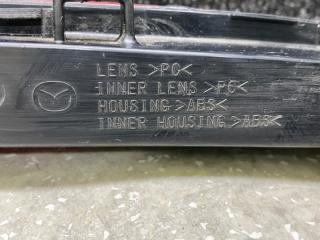 LENS >PC<
INNER LENS >PC<
HOUSING >ABS<
INNER HOUSING >ABS<